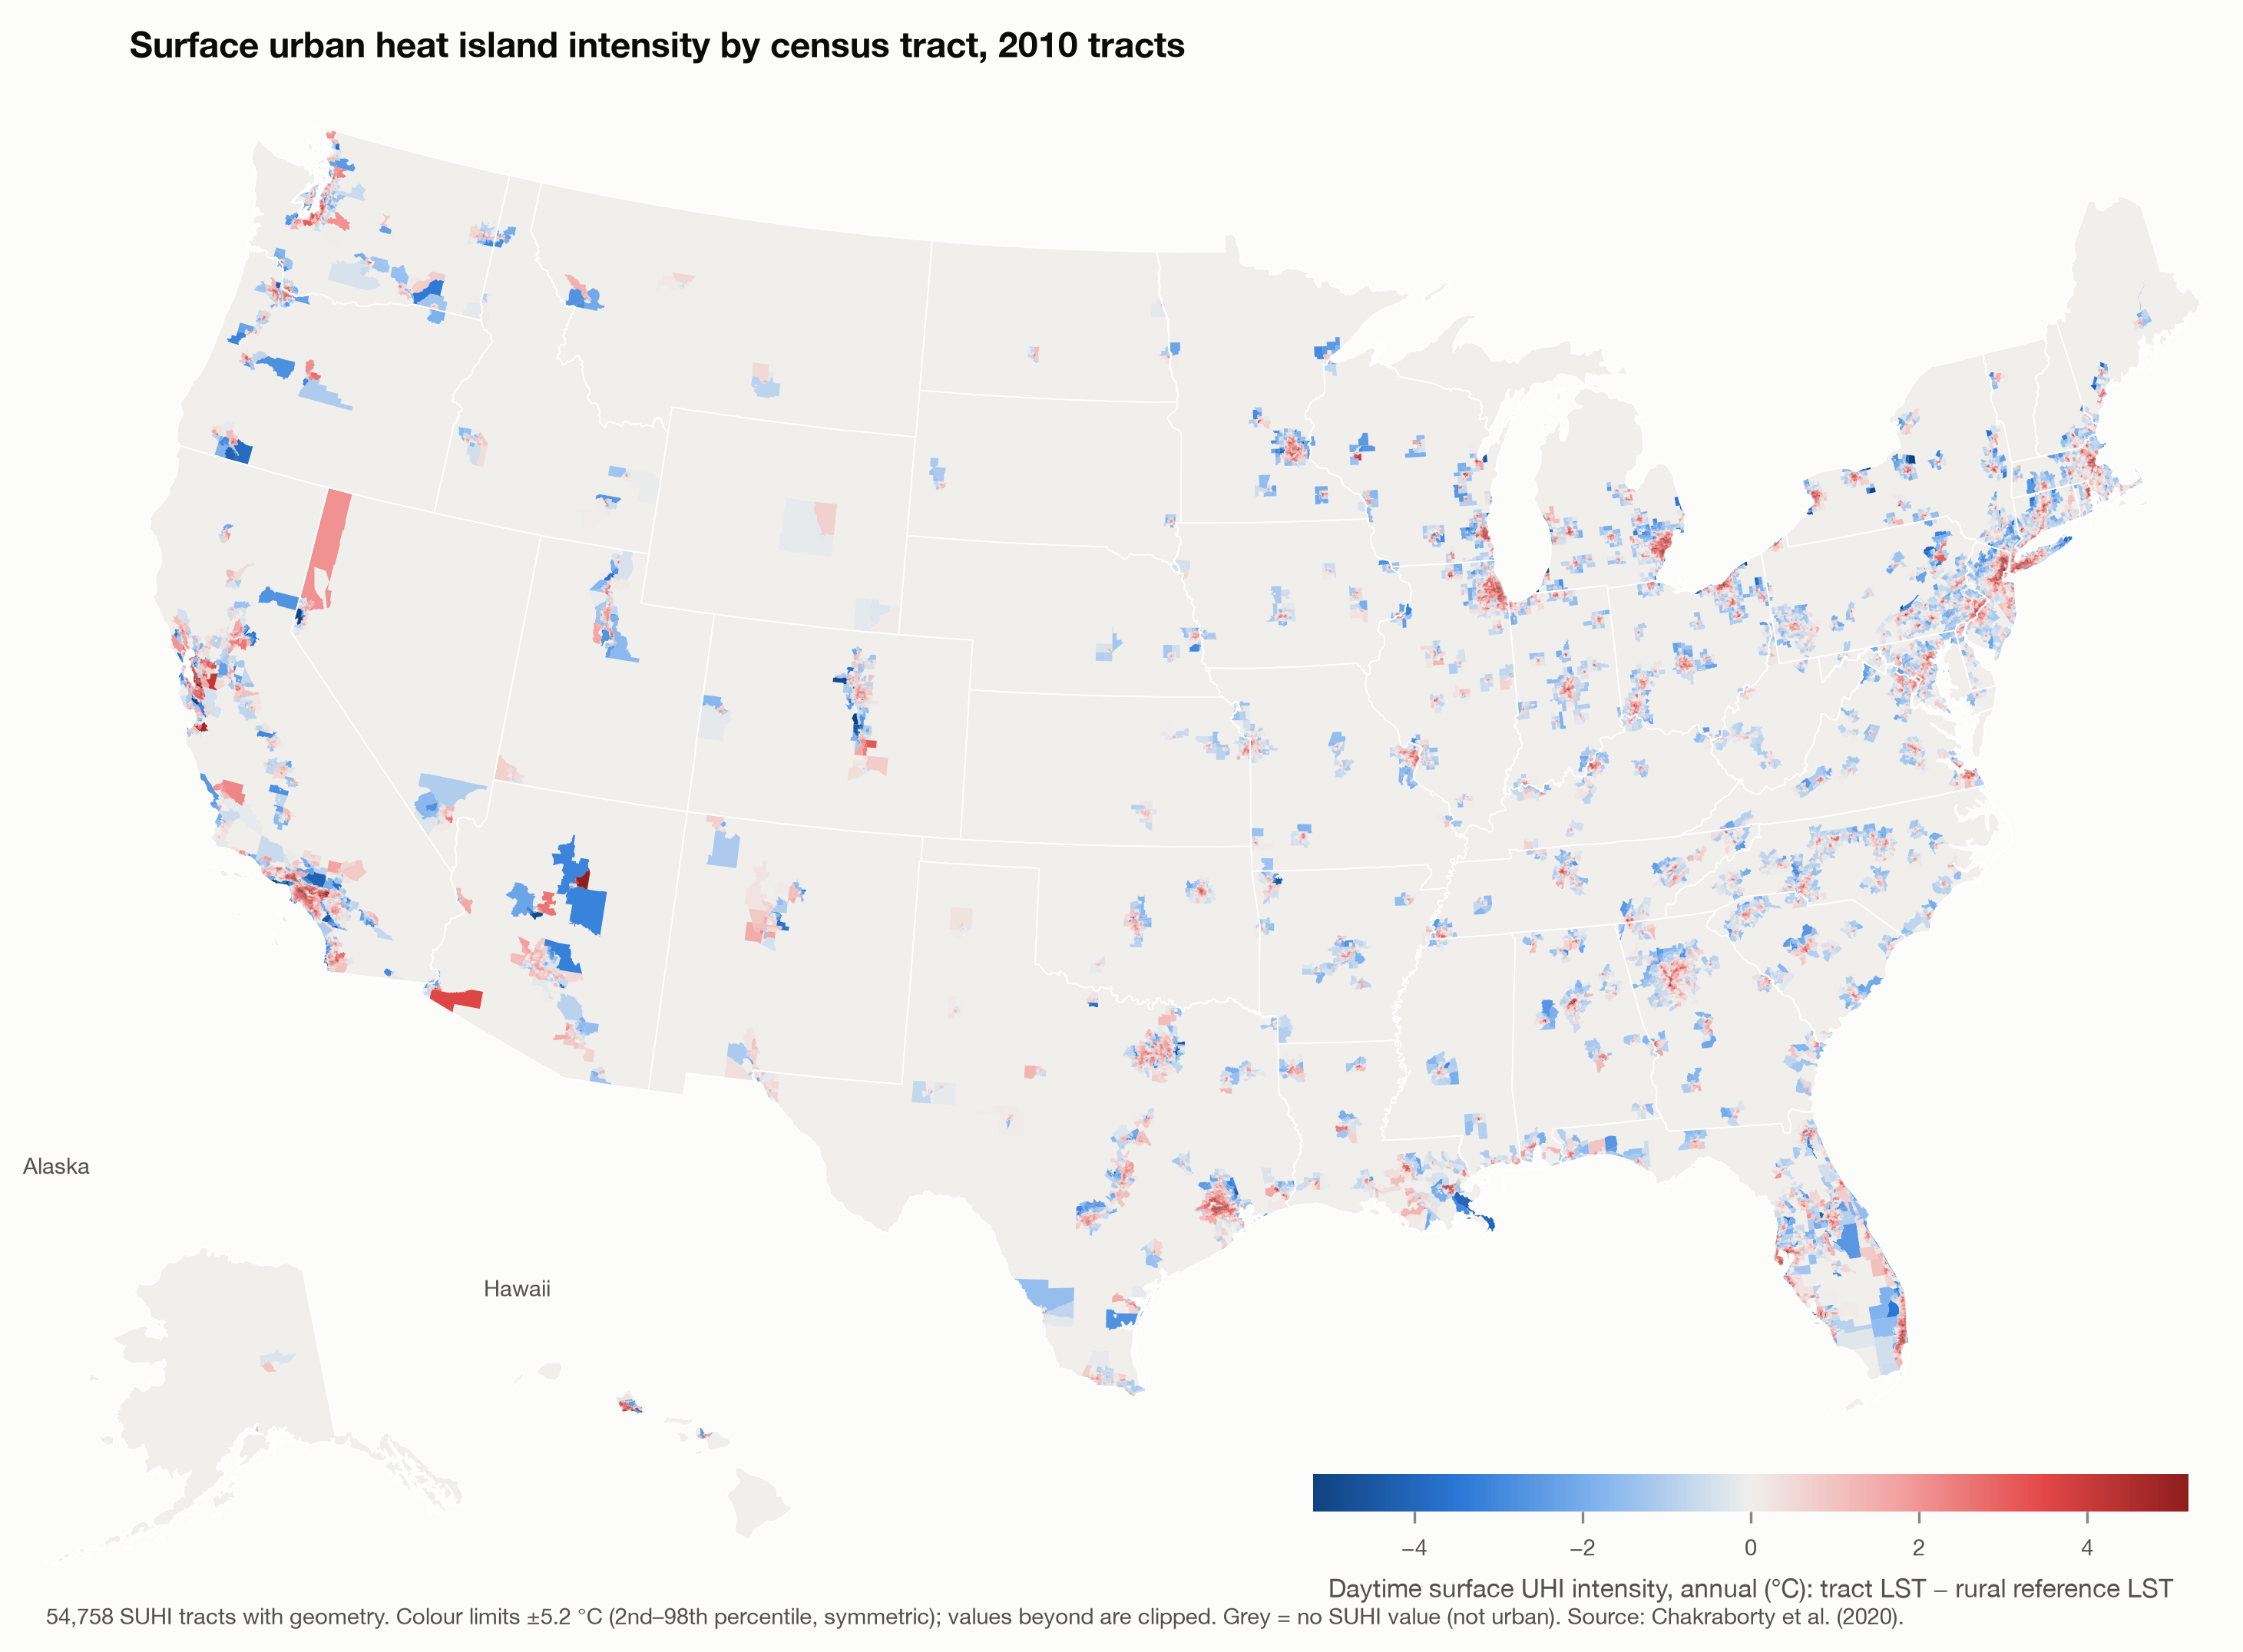 Surface urban heat island intensity by census tract, 2010 tracts
Alaska
Hawaii
−4 −2 0 2 4
Daytime surface UHI intensity, annual (°C): tract LST – rural reference LST
54,758 SUHI tracts with geometry. Colour limits ±5.2 °C (2nd–98th percentile, symmetric); values beyond are clipped. Grey = no SUHI value (not urban). Source: Chakraborty et al. (2020).